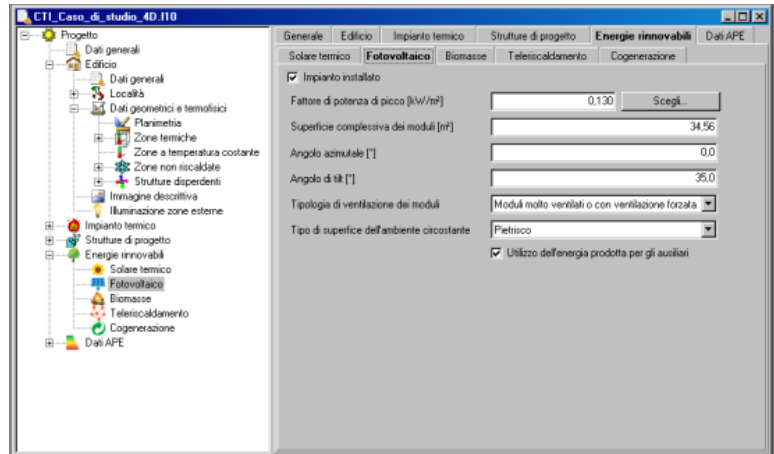 CTI_Caso_di_studio_4D.I10
Progetto
Dati generali
Edificio
Dati generali
Località
Dati geometrici e termofisici
Planimetria
Zone termiche
Zone a temperatura costante
Zone non riscaldate
Strutture disperdenti
Immagine descrittiva
Illuminazione zone esterne
Impianto termico
Strutture di progetto
Energie rinnovabili
Solare termico
Fotovoltaico
Biomasse
Teleriscaldamento
Cogenerazione
Dati APE
Generale Edificio Impianto termico Strutture di progetto Energie rinnovabili Dati APE
Solare termico Fotovoltaico Biomasse Teleriscaldamento Cogenerazione
Impianto installato
Fattore di potenza di picco [kW/m²] 0,130 Scegli...
Superficie complessiva dei moduli [m²] 34,56
Angolo azimutale [°] 0,0
Angolo di tilt [°] 35,0
Tipologia di ventilazione dei moduli Moduli molto ventilati o con ventilazione forzata
Tipo di superfice dell'ambiente circostante Pietrisco
Utilizzo dell'energia prodotta per gli ausiliari